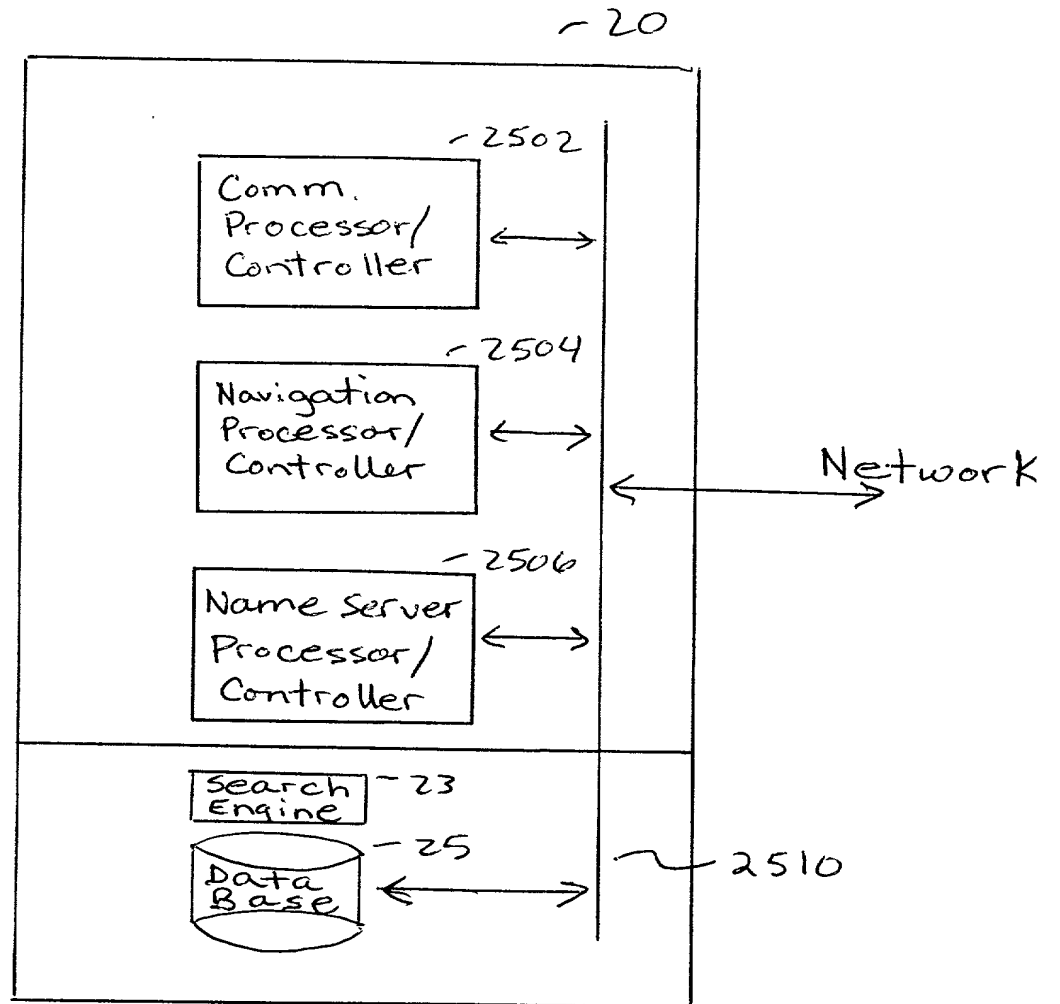 20
2502
Comm.
Processor/
Controller
2504
Navigation
Processor/
Controller
Network
2506
Name Server
Processor/
Controller
Search
Engine
23
25
Data
Base
2510